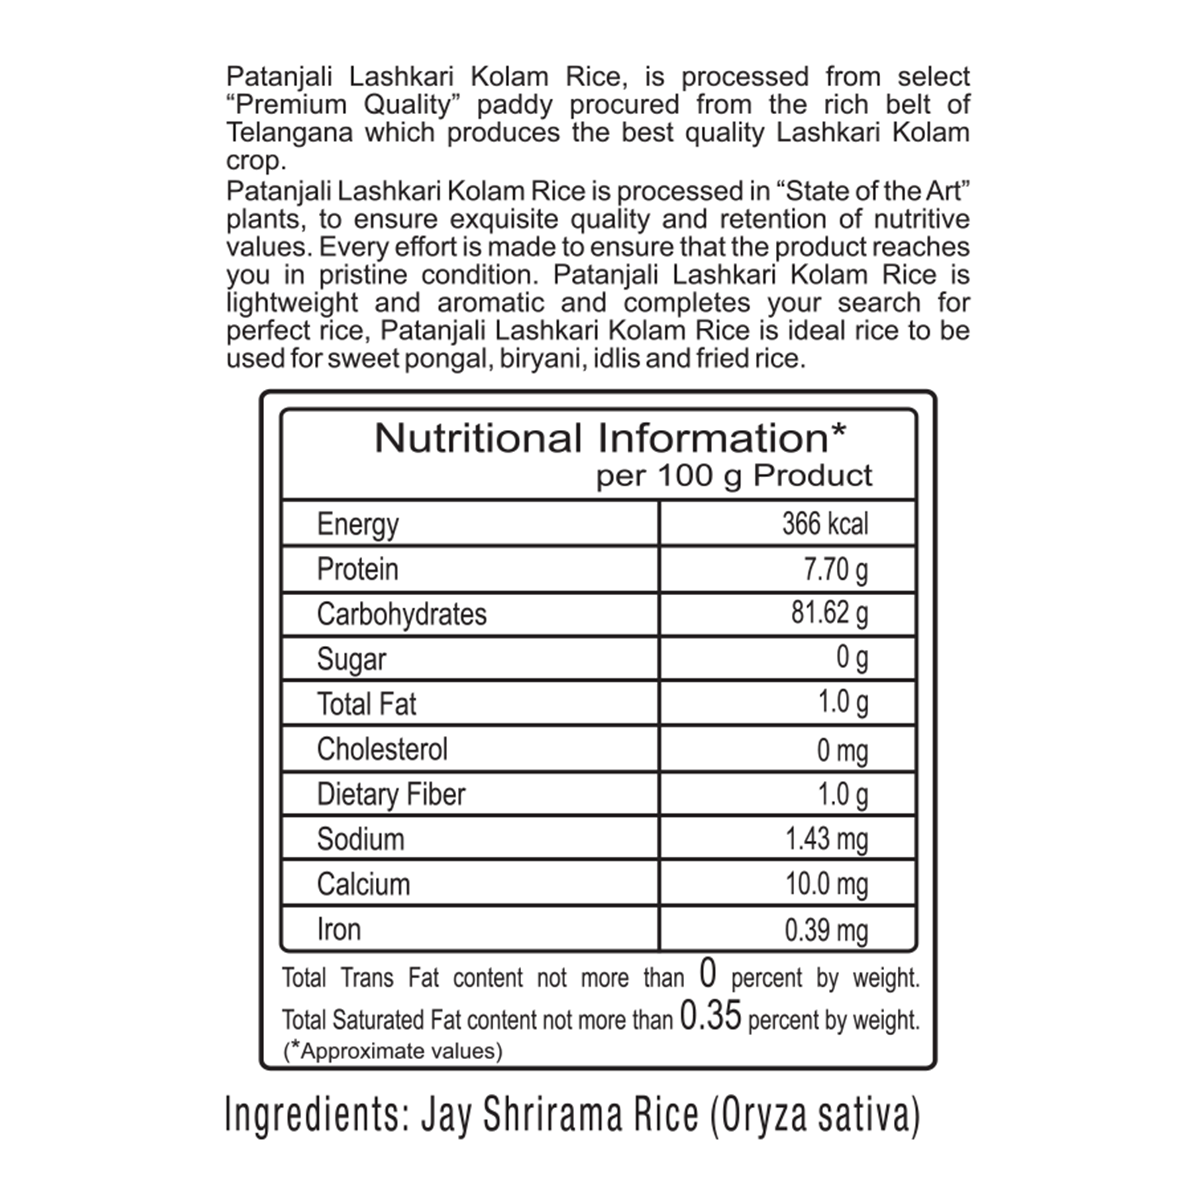 Patanjali Lashkari Kolam Rice, is processed from select
“Premium Quality” paddy procured from the rich belt of
Telangana which produces the best quality Lashkari Kolam
crop.
Patanjali Lashkari Kolam Rice is processed in “State of the Art”
plants, to ensure exquisite quality and retention of nutritive
values. Every effort is made to ensure that the product reaches
you in pristine condition. Patanjali Lashkari Kolam Rice is
lightweight and aromatic and completes your search for
perfect rice, Patanjali Lashkari Kolam Rice is ideal rice to be
used for sweet pongal, biryani, idlis and fried rice.
Nutritional Information*
per 100 g Product
Energy 366 kcal
Protein 7.70 g
Carbohydrates 81.62 g
Sugar 0 g
Total Fat 1.0 g
Cholesterol 0 mg
Dietary Fiber 1.0 g
Sodium 1.43 mg
Calcium 10.0 mg
Iron 0.39 mg
Total Trans Fat content not more than 0 percent by weight.
Total Saturated Fat content not more than 0.35 percent by weight.
(*Approximate values)
Ingredients: Jay Shrirama Rice (Oryza sativa)